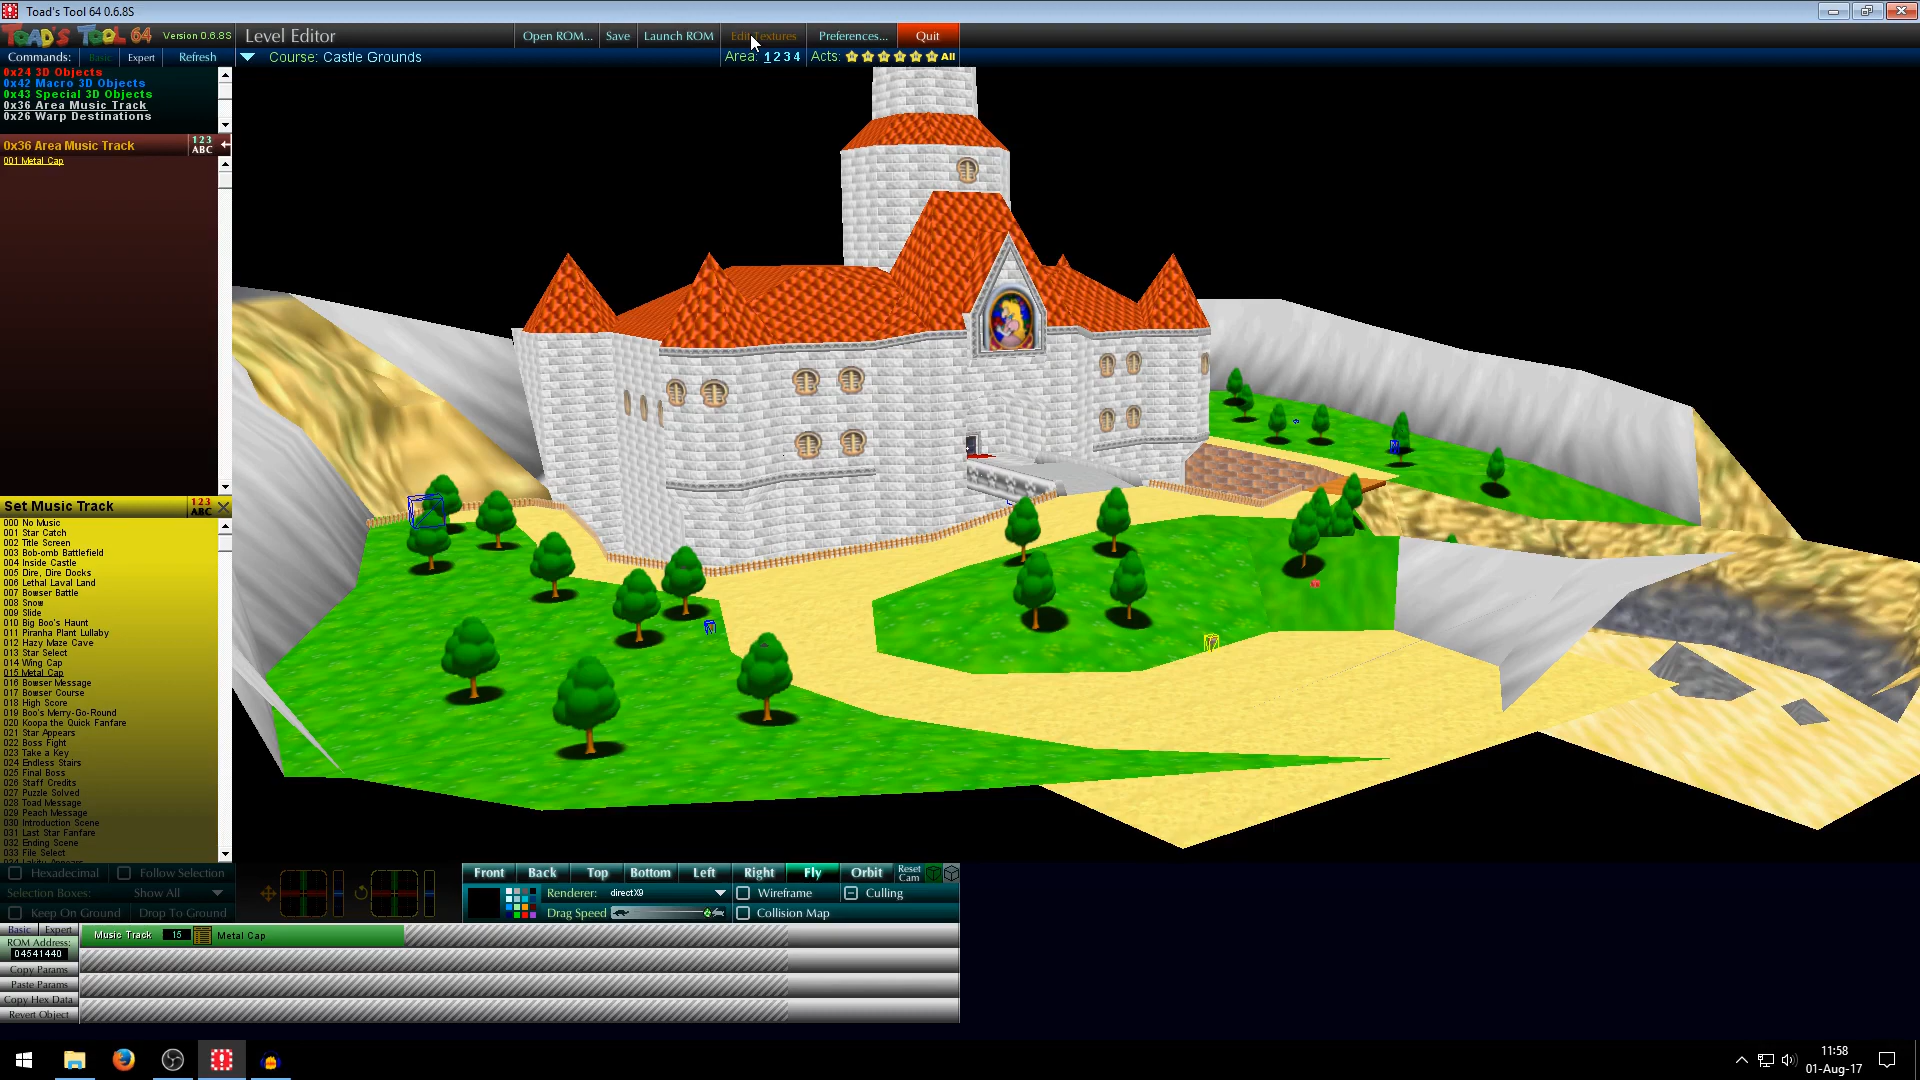 Toad's Tool 64 0.6.8S
TOAD'S TOOL 64 Version 0.6.8S Level Editor Open ROM... Save Launch ROM Edit Textures Preferences... Quit
Commands: Basic Expert Refresh Course: Castle Grounds Area: 1 2 3 4 Acts: All
0x24 3D Objects
0x42 Macro 3D Objects
0x43 Special 3D Objects
0x36 Area Music Track
0x26 Warp Destinations
0x36 Area Music Track 123 ABC
001 Metal Cap
Set Music Track 123 ABC
000 No Music
001 Star Catch
002 Title Screen
003 Bob-omb Battlefield
004 Inside Castle
005 Dire, Dire Docks
006 Lethal Laval Land
007 Bowser Battle
008 Snow
009 Slide
010 Big Boo's Haunt
011 Piranha Plant Lullaby
012 Hazy Maze Cave
013 Star Select
014 Wing Cap
015 Metal Cap
016 Bowser Message
017 Bowser Course
018 High Score
019 Boo's Merry-Go-Round
020 Koopa the Quick Fanfare
021 Star Appears
022 Boss Fight
023 Take a Key
024 Endless Stairs
025 Final Boss
026 Staff Credits
027 Puzzle Solved
028 Toad Message
029 Peach Message
030 Introduction Scene
031 Last Star Fanfare
032 Ending Scene
033 File Select
Hexadecimal Follow Selection
Selection Boxes: Show All
Keep On Ground Drop To Ground
Front Back Top Bottom Left Right Fly Orbit Reset Cam
Renderer: directX9 Wireframe Culling
Drag Speed Collision Map
Basic Expert
Music Track 15 Metal Cap
ROM Address:
04541440
Copy Params
Paste Params
Copy Hex Data
Revert Object
11:58
01-Aug-17